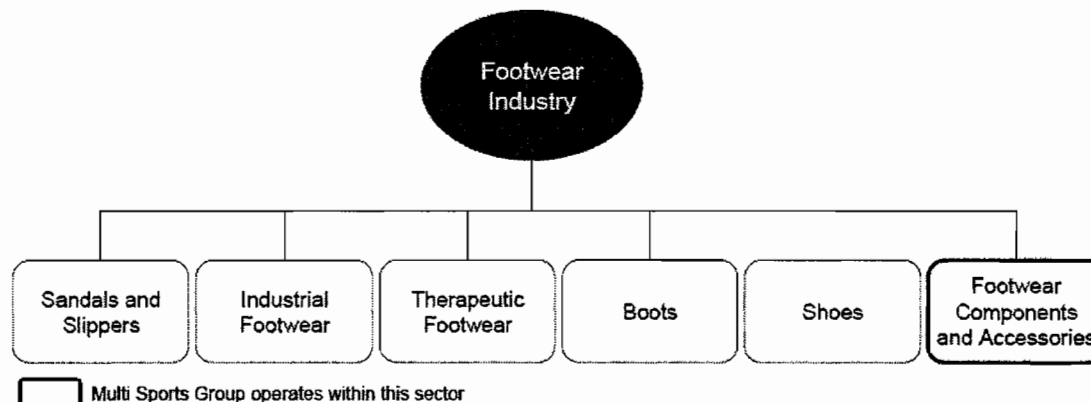 Footwear
Industry
Sandals and
Slippers
Industrial
Footwear
Therapeutic
Footwear
Boots
Shoes
Footwear
Components
and Accessories
Multi Sports Group operates within this sector